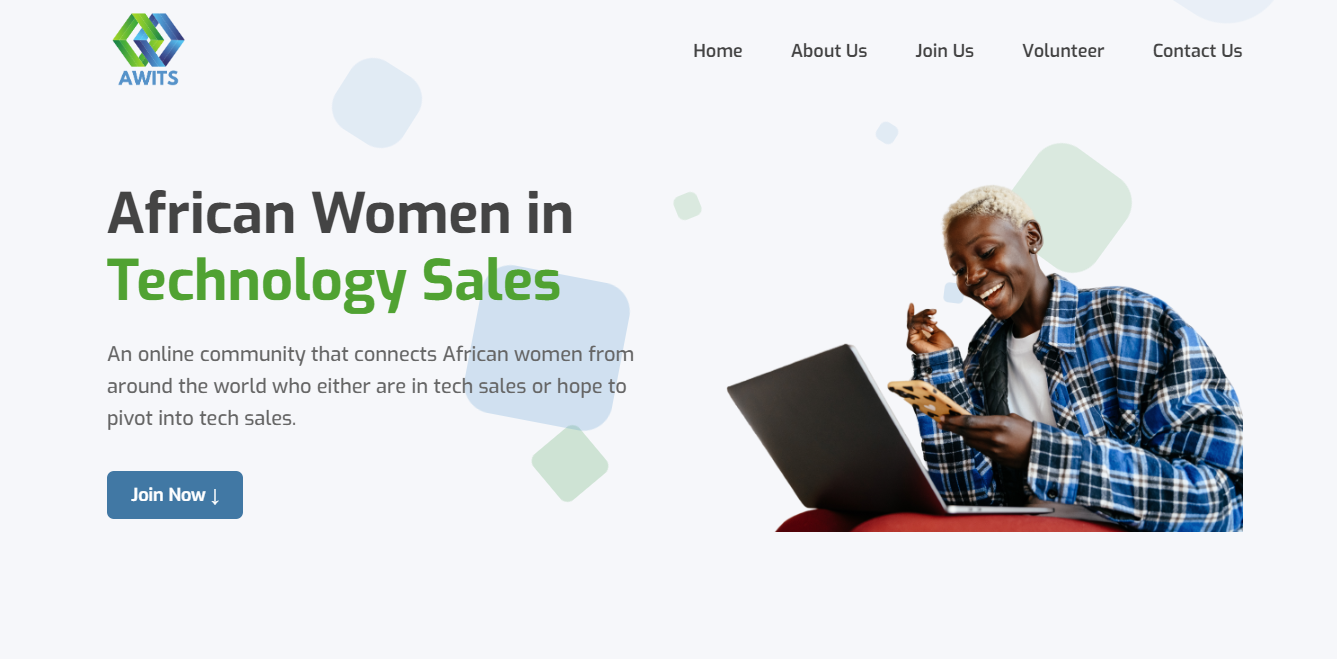 AWITS
Home About Us Join Us Volunteer Contact Us
African Women in
Technology Sales
An online community that connects African women from
around the world who either are in tech sales or hope to
pivot into tech sales.
Join Now ↓